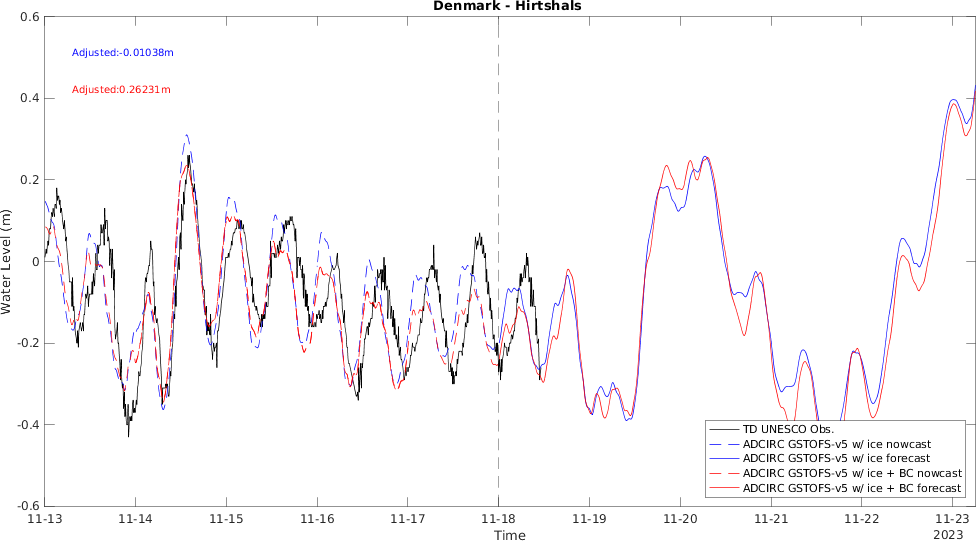 Denmark - Hirtshals
0.6
Adjusted:-0.01038m
Adjusted:0.26231m
0.4
0.2
0
-0.2
-0.4
-0.6
Water Level (m)
TD UNESCO Obs.
ADCIRC GSTOFS-v5 w/ ice nowcast
ADCIRC GSTOFS-v5 w/ ice forecast
ADCIRC GSTOFS-v5 w/ ice + BC nowcast
ADCIRC GSTOFS-v5 w/ ice + BC forecast
11-13 11-14 11-15 11-16 11-17 11-18 11-19 11-20 11-21 11-22 11-23
Time
2023